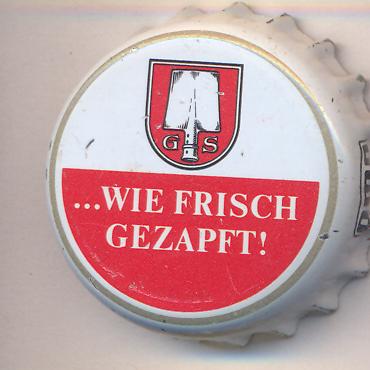 G S
...WIE FRISCH
GEZAPFT!